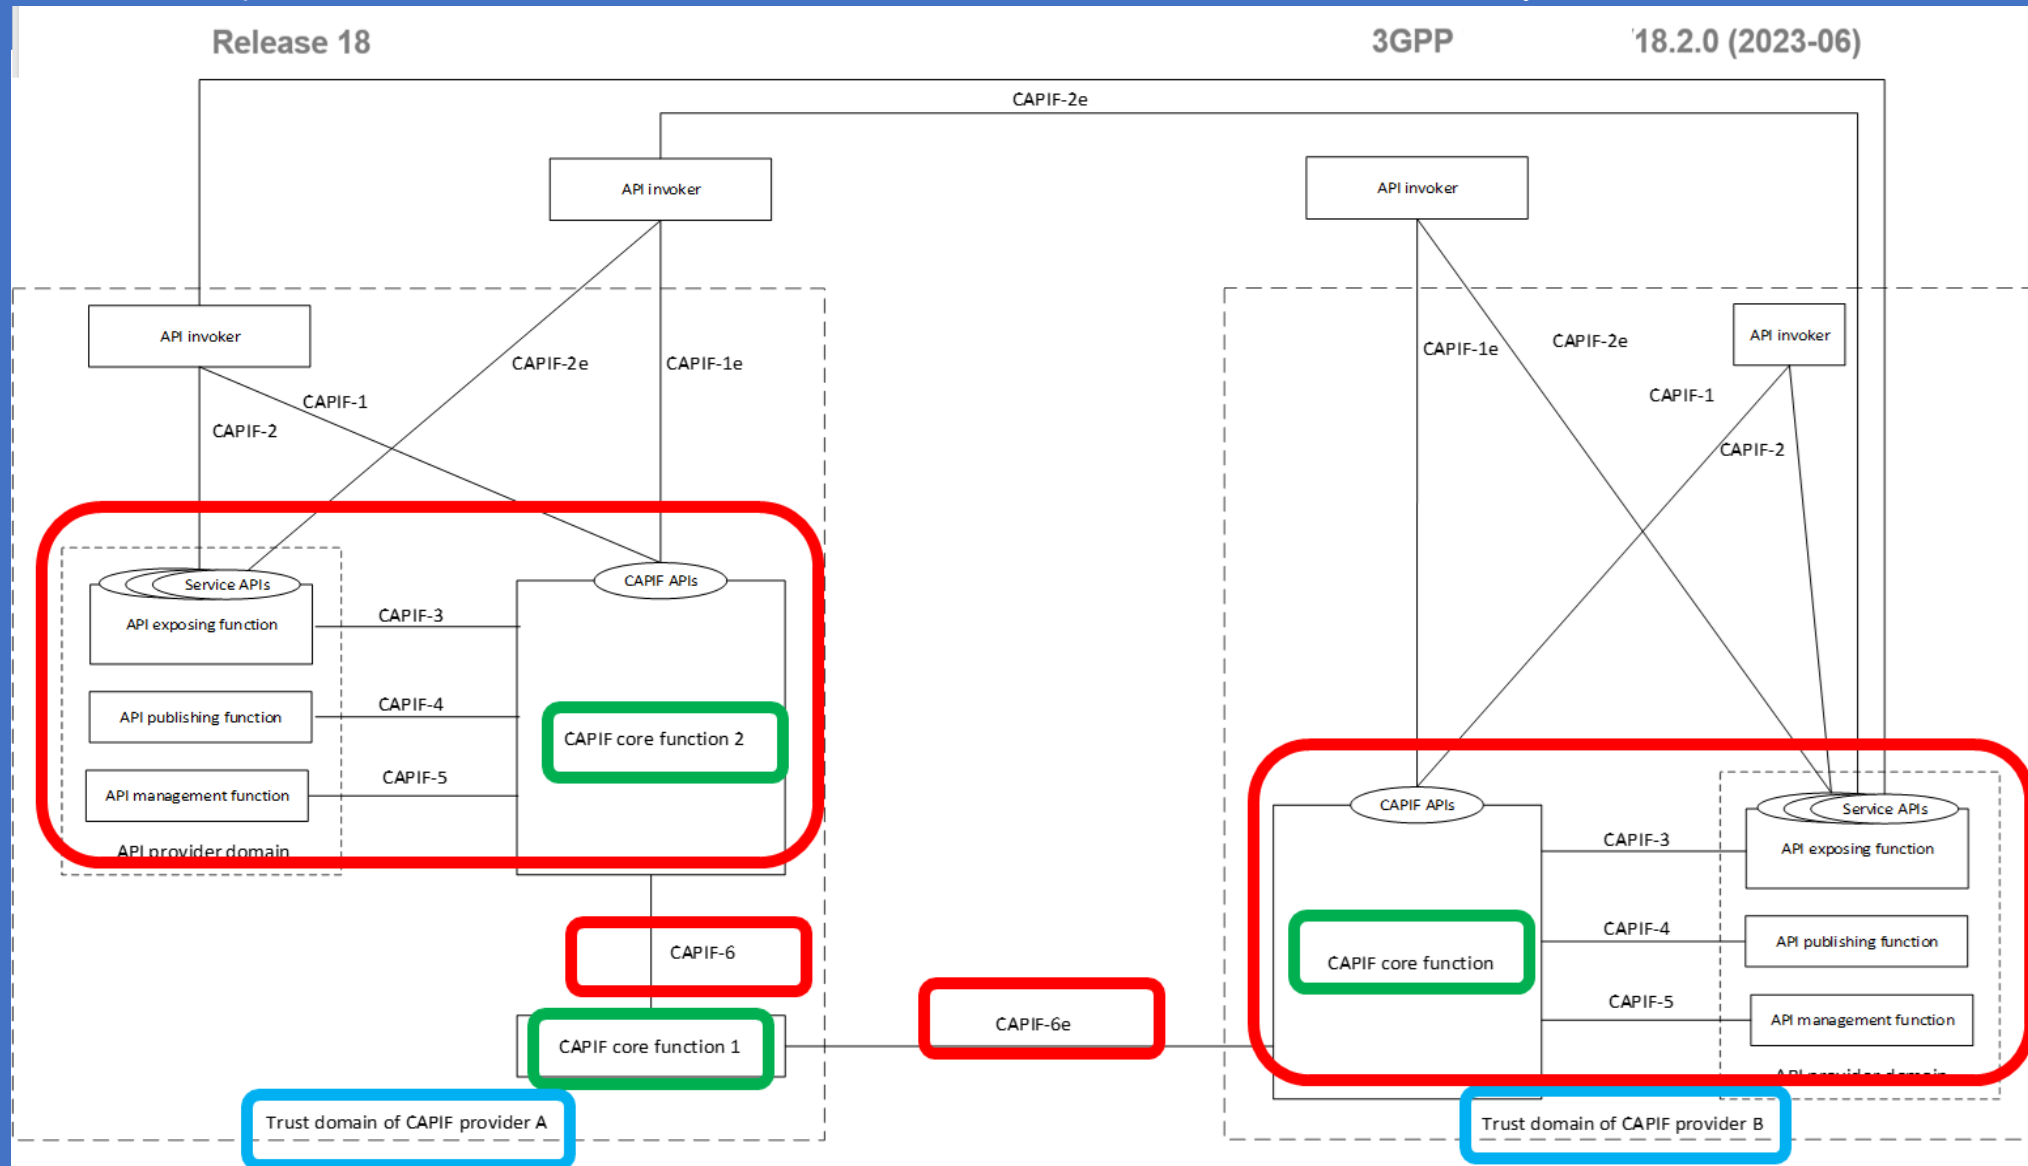 Release 18
3GPP
18.2.0 (2023-06)
CAPIF-2e
API invoker
API invoker
API invoker
API invoker
CAPIF-2e
CAPIF-1e
CAPIF-1
CAPIF-2
CAPIF-1e
CAPIF-2e
CAPIF-1
CAPIF-2
Service APIs
API exposing function
CAPIF APIs
CAPIF-3
API publishing function
CAPIF-4
CAPIF core function 2
API management function
CAPIF-5
API provider domain
CAPIF-6
CAPIF core function 1
CAPIF-6e
Trust domain of CAPIF provider A
CAPIF APIs
Service APIs
CAPIF-3
API exposing function
CAPIF-4
API publishing function
CAPIF core function
CAPIF-5
API management function
API provider domain
Trust domain of CAPIF provider B